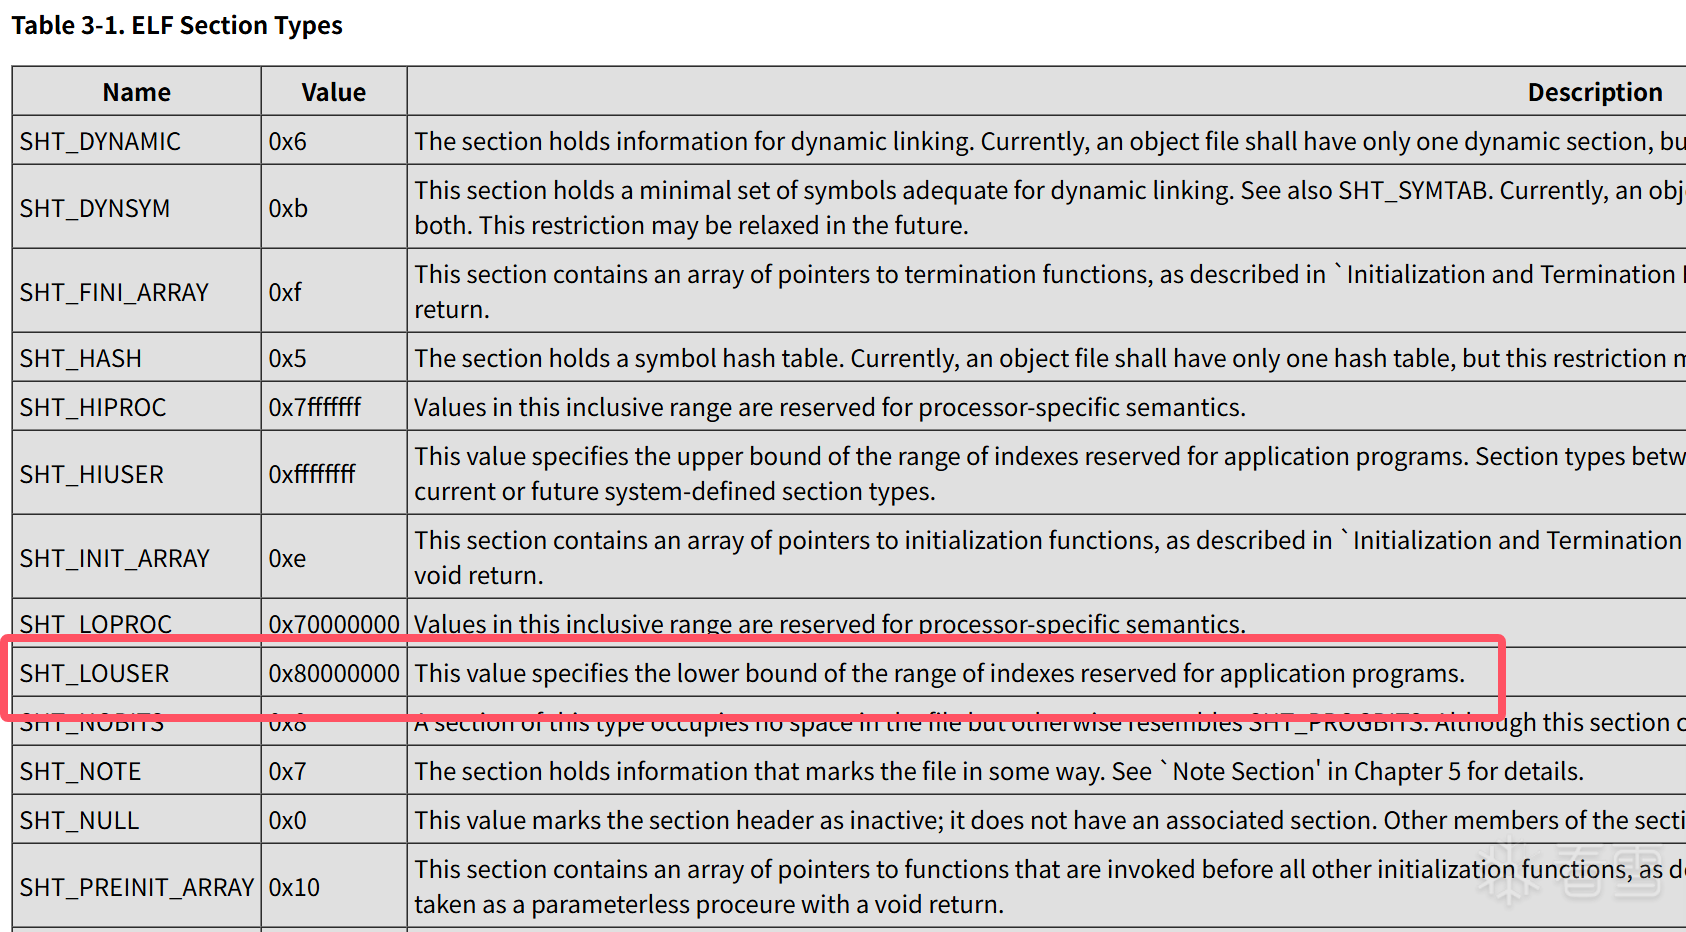 Table 3-1. ELF Section Types
Name Value Description
SHT_DYNAMIC 0x6 The section holds information for dynamic linking. Currently, an object file shall have only one dynamic section, bu
SHT_DYNSYM 0xb This section holds a minimal set of symbols adequate for dynamic linking. See also SHT_SYMTAB. Currently, an obj
both. This restriction may be relaxed in the future.
SHT_FINI_ARRAY 0xf This section contains an array of pointers to termination functions, as described in `Initialization and Termination
return.
SHT_HASH 0x5 The section holds a symbol hash table. Currently, an object file shall have only one hash table, but this restriction
SHT_HIPROC 0x7fffffff Values in this inclusive range are reserved for processor-specific semantics.
SHT_HIUSER 0xffffffff This value specifies the upper bound of the range of indexes reserved for application programs. Section types betw
current or future system-defined section types.
SHT_INIT_ARRAY 0xe This section contains an array of pointers to initialization functions, as described in `Initialization and Termination
void return.
SHT_LOPROC 0x70000000 Values in this inclusive range are reserved for processor-specific semantics.
SHT_LOUSER 0x80000000 This value specifies the lower bound of the range of indexes reserved for application programs.
SHT_NOBITS 0x8 A section of this type occupies no space in the file but otherwise resembles SHT_PROGBITS. Although this section
SHT_NOTE 0x7 The section holds information that marks the file in some way. See `Note Section' in Chapter 5 for details.
SHT_NULL 0x0 This value marks the section header as inactive; it does not have an associated section. Other members of the secti
SHT_PREINIT_ARRAY 0x10 This section contains an array of pointers to functions that are invoked before all other initialization functions, as d
taken as a parameterless proceure with a void return.
看雪